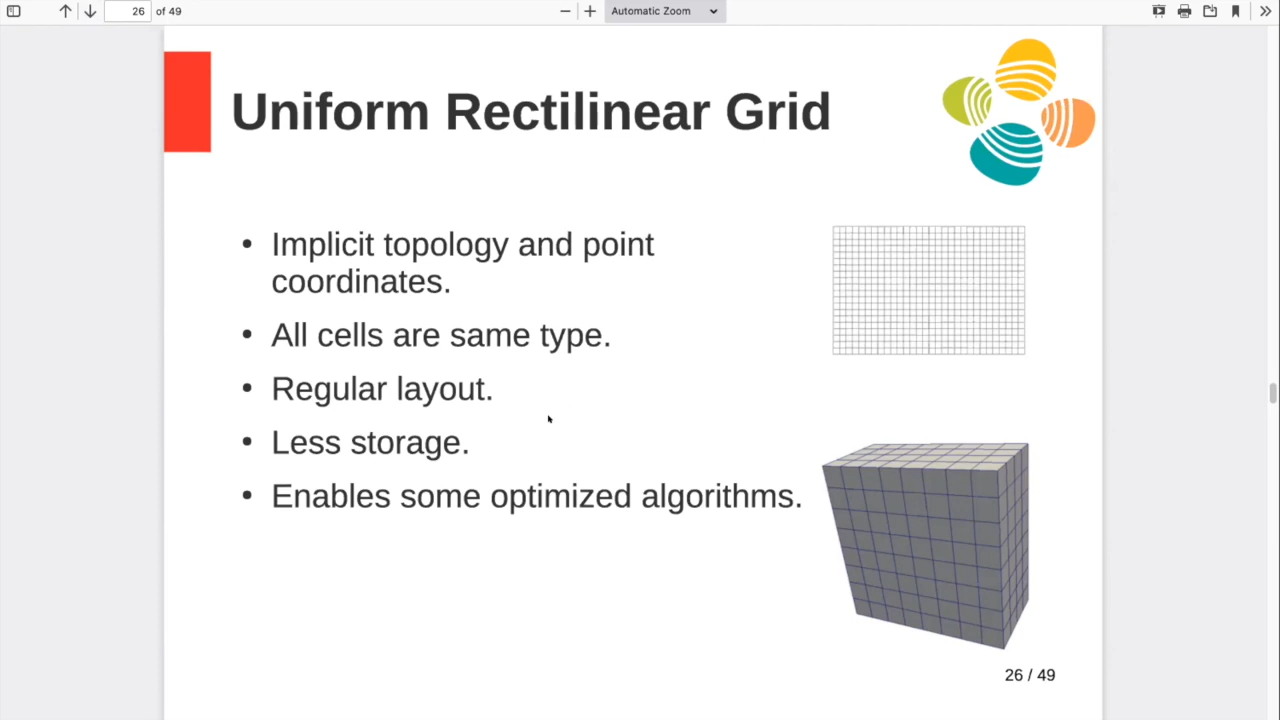 26 of 49
Automatic Zoom
Uniform Rectilinear Grid
• Implicit topology and point
coordinates.
• All cells are same type.
• Regular layout.
• Less storage.
• Enables some optimized algorithms.
26 / 49